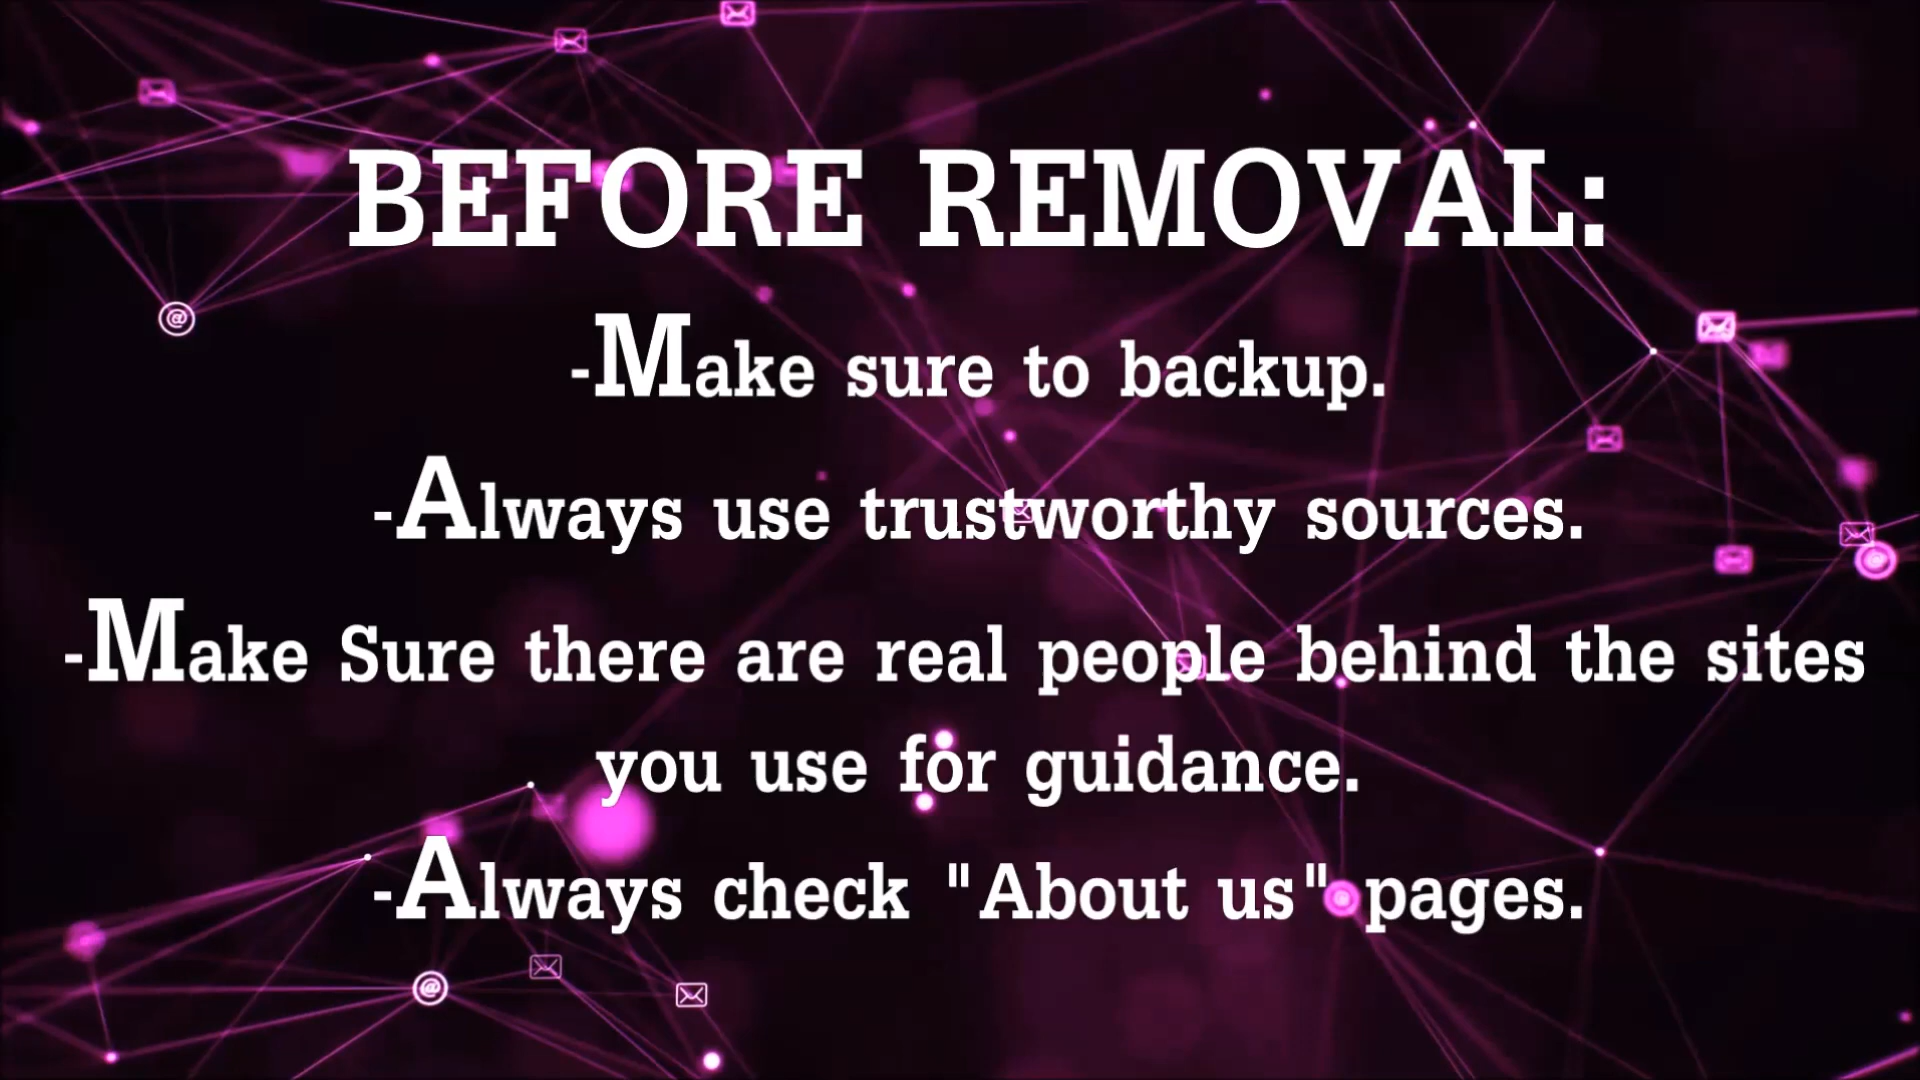 BEFORE REMOVAL:
-Make sure to backup.
-Always use trustworthy sources.
-Make Sure there are real people behind the sites
you use for guidance.
-Always check "About us" pages.